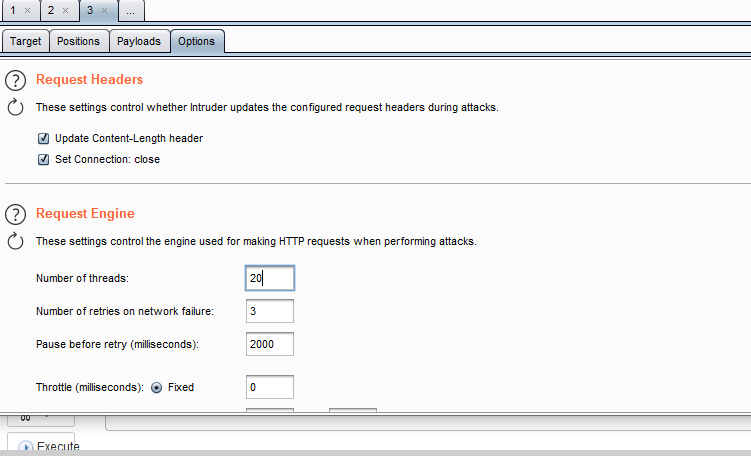 1 × 2 × 3 × ...
Target Positions Payloads Options
Request Headers
These settings control whether Intruder updates the configured request headers during attacks.
Update Content-Length header
Set Connection: close
Request Engine
These settings control the engine used for making HTTP requests when performing attacks.
Number of threads: 20
Number of retries on network failure: 3
Pause before retry (milliseconds): 2000
Throttle (milliseconds): Fixed 0
Execute